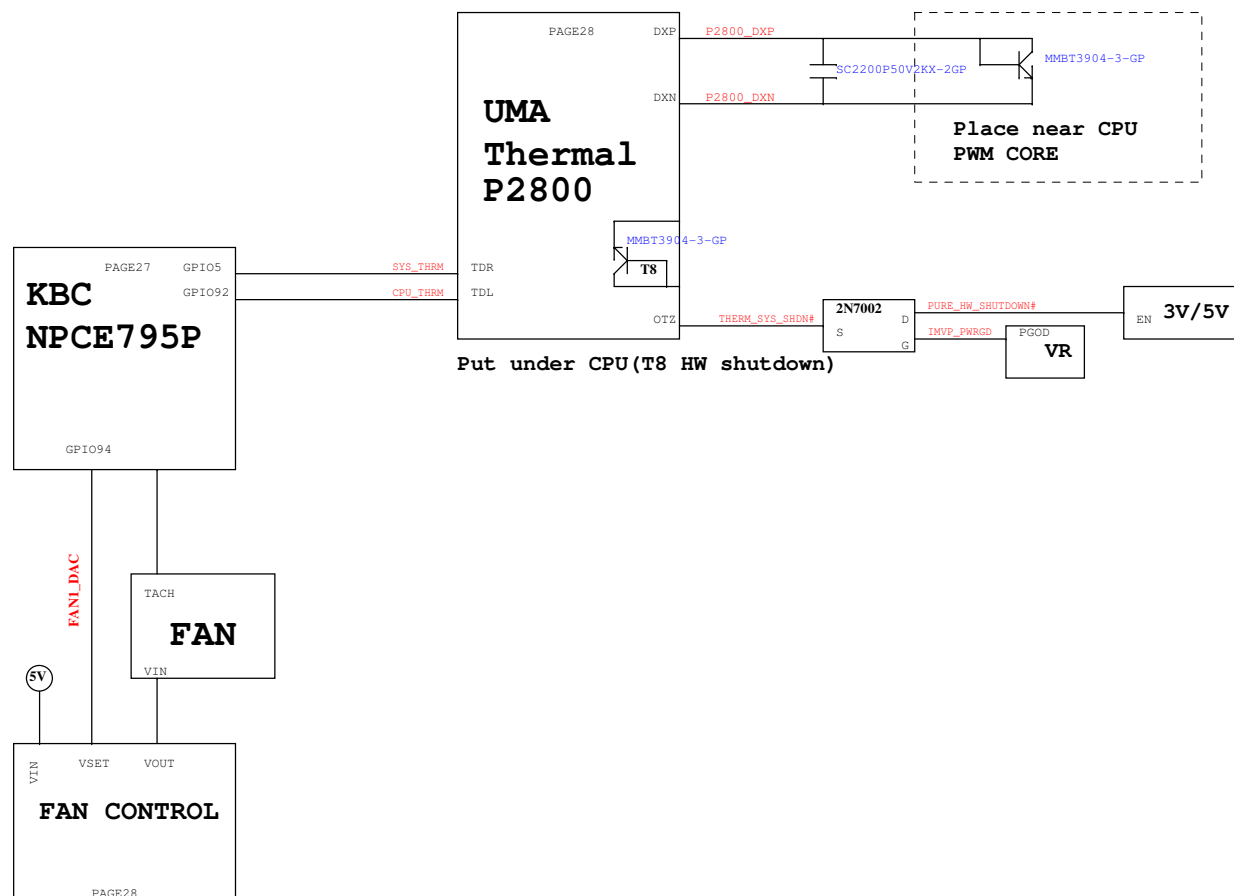 PAGE28
DXP
P2800_DXP
SC2200P50V2KX-2GP
MMBT3904-3-GP
DXN
P2800_DXN
UMA
Thermal
P2800
Place near CPU
PWM CORE
MMBT3904-3-GP
T8
PAGE27
GPIO5
SYS_THRM
TDR
KBC
NPCE795P
GPIO92
CPU_THRM
TDL
OTZ
THERM_SYS_SHDN#
2N7002
S
D
G
PURE_HW_SHUTDOWN#
IMVP_PWRGD
EN
3V/5V
PGOD
VR
Put under CPU(T8 HW shutdown)
GPIO94
FAN1_DAC
TACH
FAN
VIN
5V
VIN
VSET
VOUT
FAN CONTROL
PAGE28